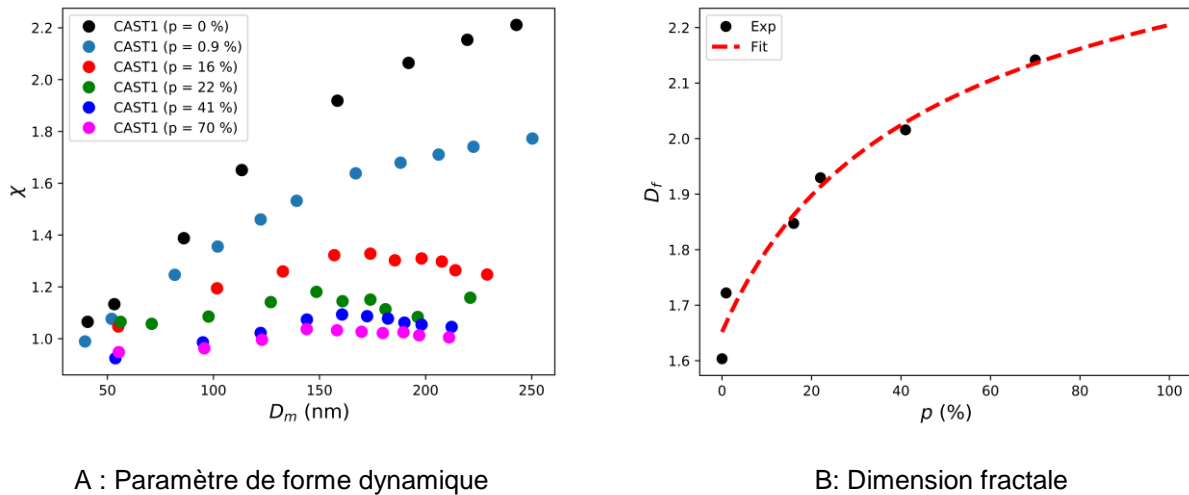 CAST1 (p = 0 %)
CAST1 (p = 0.9 %)
CAST1 (p = 16 %)
CAST1 (p = 22 %)
CAST1 (p = 41 %)
CAST1 (p = 70 %)
2.2
2.0
1.8
1.6
1.4
1.2
1.0
χ
50 100 150 200 250
D_m (nm)
A : Paramètre de forme dynamique
Exp
Fit
2.2
2.1
2.0
1.9
1.8
1.7
1.6
D_f
0 20 40 60 80 100
p (%)
B: Dimension fractale